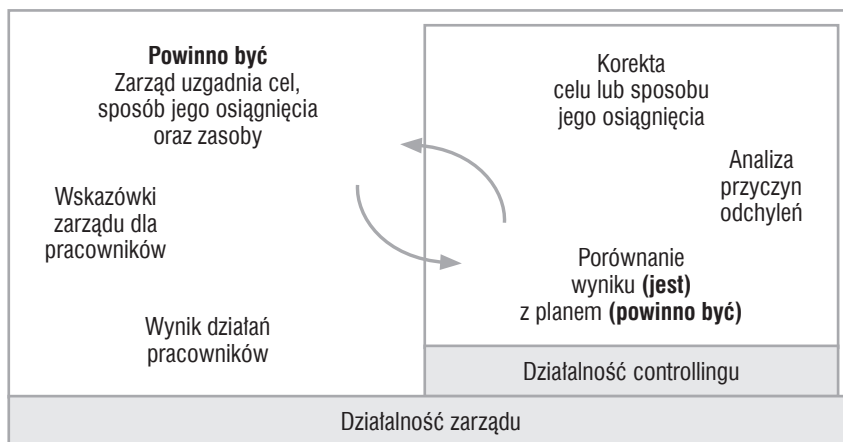 Powinno być
Zarząd uzgadnia cel,
sposób jego osiągnięcia
oraz zasoby
Wskazówki
zarządu dla
pracowników
Wynik działań
pracowników
Korekta
celu lub sposobu
jego osiągnięcia
Analiza
przyczyn
odchyleń
Porównanie
wyniku (jest)
z planem (powinno być)
Działalność controllingu
Działalność zarządu